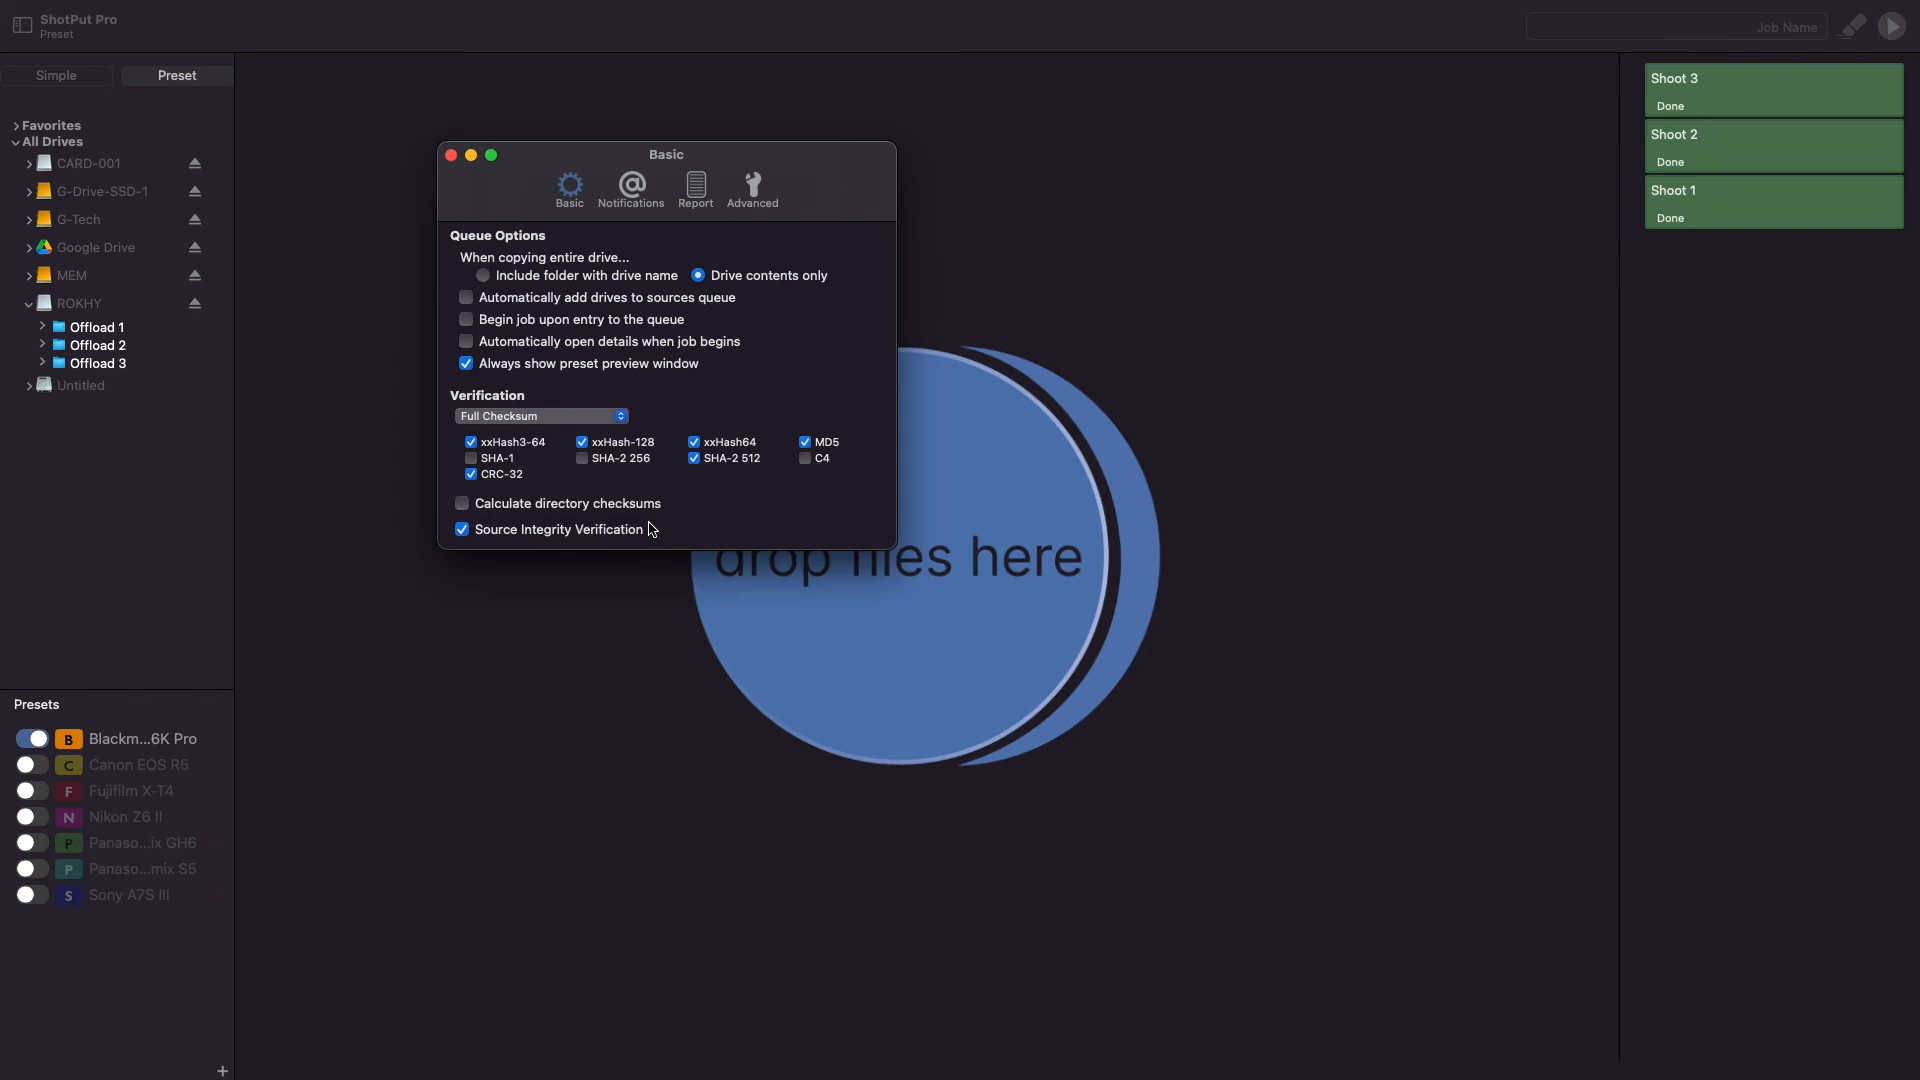 ShotPut Pro
Preset
Job Name
Simple
Preset
Favorites
All Drives
CARD-001
G-Drive-SSD-1
G-Tech
Google Drive
MEM
ROKHY
Offload 1
Offload 2
Offload 3
Untitled
Presets
B Blackm...6K Pro
C Canon EOS R5
F Fujifilm X-T4
N Nikon Z6 II
P Panaso...ix GH6
P Panaso...mix S5
S Sony A7S III
+
Basic
Basic Notifications Report Advanced
Queue Options
When copying entire drive...
Include folder with drive name Drive contents only
Automatically add drives to sources queue
Begin job upon entry to the queue
Automatically open details when job begins
Always show preset preview window
Verification
Full Checksum
xxHash3-64 xxHash-128 xxHash64 MD5
SHA-1 SHA-2 256 SHA-2 512 C4
CRC-32
Calculate directory checksums
Source Integrity Verification
drop files here
Shoot 3
Done
Shoot 2
Done
Shoot 1
Done